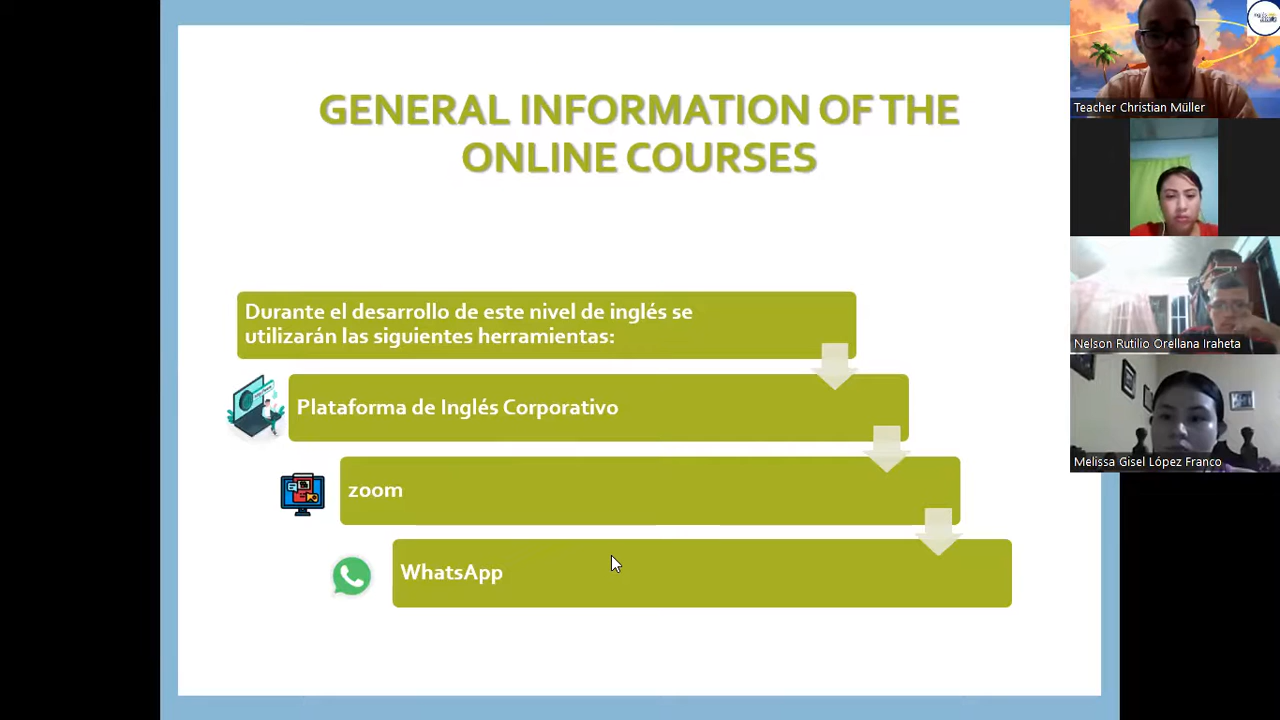 GENERAL INFORMATION OF THE
ONLINE COURSES
Durante el desarrollo de este nivel de inglés se
utilizarán las siguientes herramientas:
Plataforma de Inglés Corporativo
zoom
WhatsApp
Teacher Christian Müller
Nelson Rutilio Orellana Iraheta
Melissa Gisel López Franco